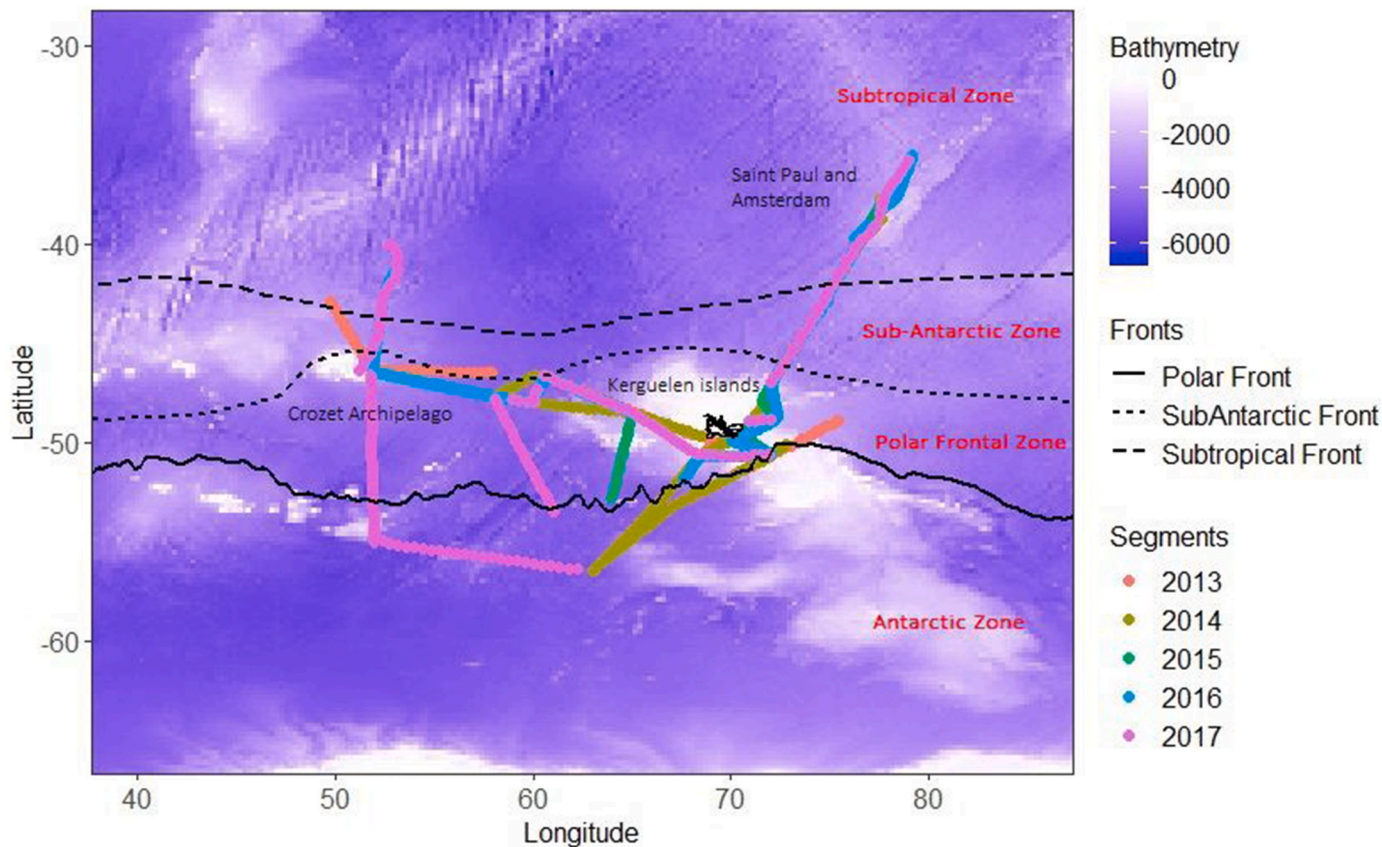 -30
-40
-50
-60
Latitude
40
50
60
70
80
Longitude
Subtropical Zone
Saint Paul and
Amsterdam
Sub-Antarctic Zone
Kerguelen islands
Crozet Archipelago
Polar Frontal Zone
Antarctic Zone
Bathymetry
0
-2000
-4000
-6000
Fronts
Polar Front
SubAntarctic Front
Subtropical Front
Segments
2013
2014
2015
2016
2017